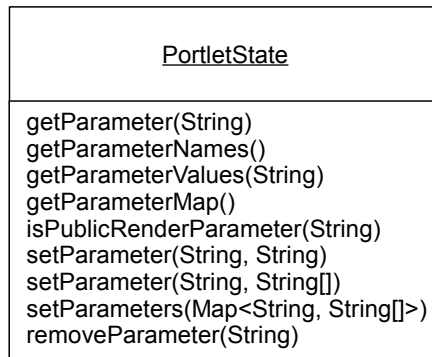 PortletState
getParameter(String)
getParameterNames()
getParameterValues(String)
getParameterMap()
isPublicRenderParameter(String)
setParameter(String, String)
setParameter(String, String[])
setParameters(Map<String, String[]>)
removeParameter(String)